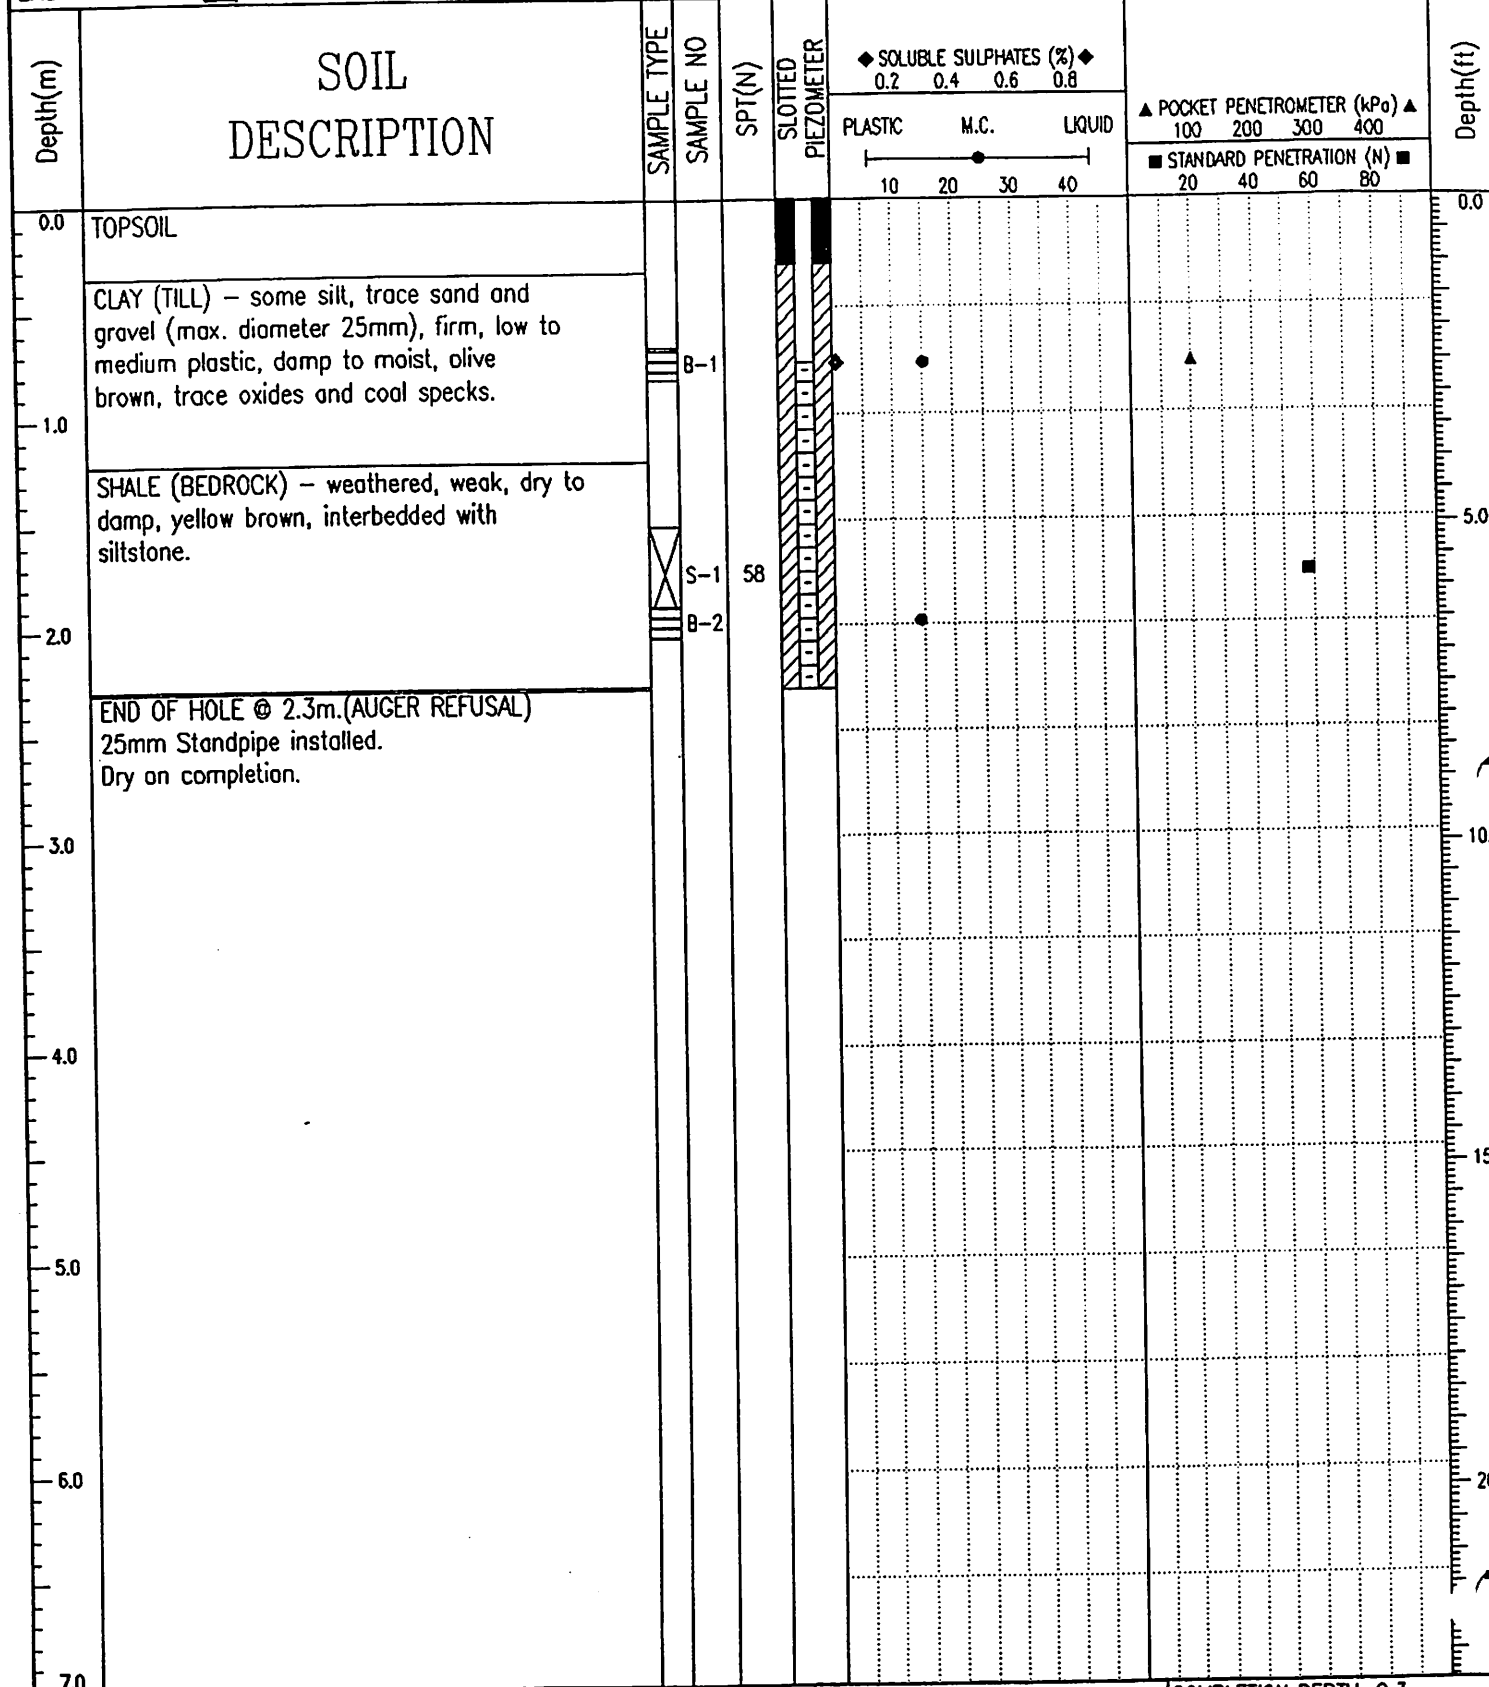 Depth(m)
SOIL
DESCRIPTION
SAMPLE TYPE
SAMPLE NO
SPT(N)
SLOTTED
PIEZOMETER
◆ SOLUBLE SULPHATES (%) ◆
0.2 0.4 0.6 0.8
PLASTIC M.C. LIQUID
10 20 30 40
▲ POCKET PENETROMETER (kPa) ▲
100 200 300 400
■ STANDARD PENETRATION (N) ■
20 40 60 80
Depth(ft)
0.0
TOPSOIL
0.0
CLAY (TILL) – some silt, trace sand and
gravel (max. diameter 25mm), firm, low to
medium plastic, damp to moist, olive
brown, trace oxides and coal specks.
B-1
1.0
SHALE (BEDROCK) – weathered, weak, dry to
damp, yellow brown, interbedded with
siltstone.
5.0
S-1 58
B-2
2.0
END OF HOLE @ 2.3m.(AUGER REFUSAL)
25mm Standpipe installed.
Dry on completion.
3.0
10.
4.0
15
5.0
6.0
20
7.0